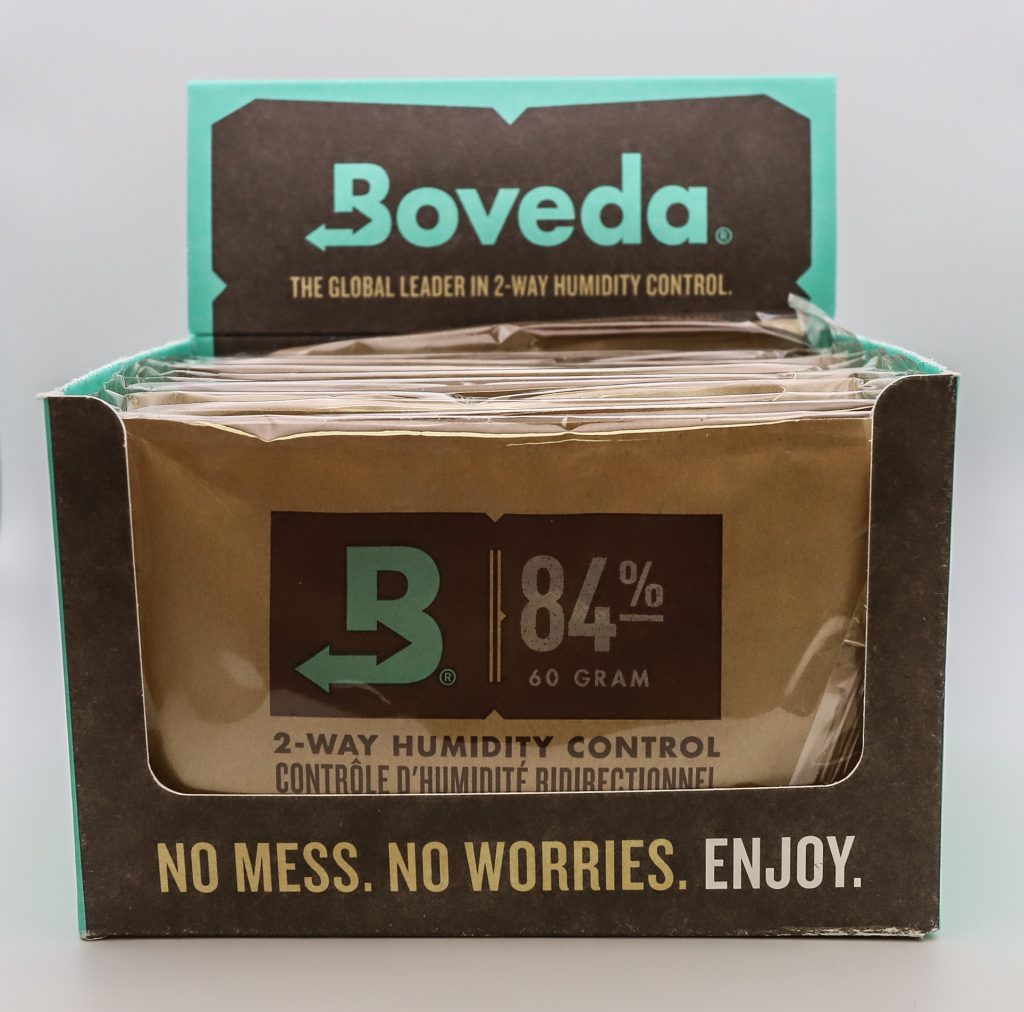 Boveda®
THE GLOBAL LEADER IN 2-WAY HUMIDITY CONTROL.
B®
84%
60 GRAM
2-WAY HUMIDITY CONTROL
CONTRÔLE D'HUMIDITÉ BIDIRECTIONNEL
NO MESS. NO WORRIES. ENJOY.